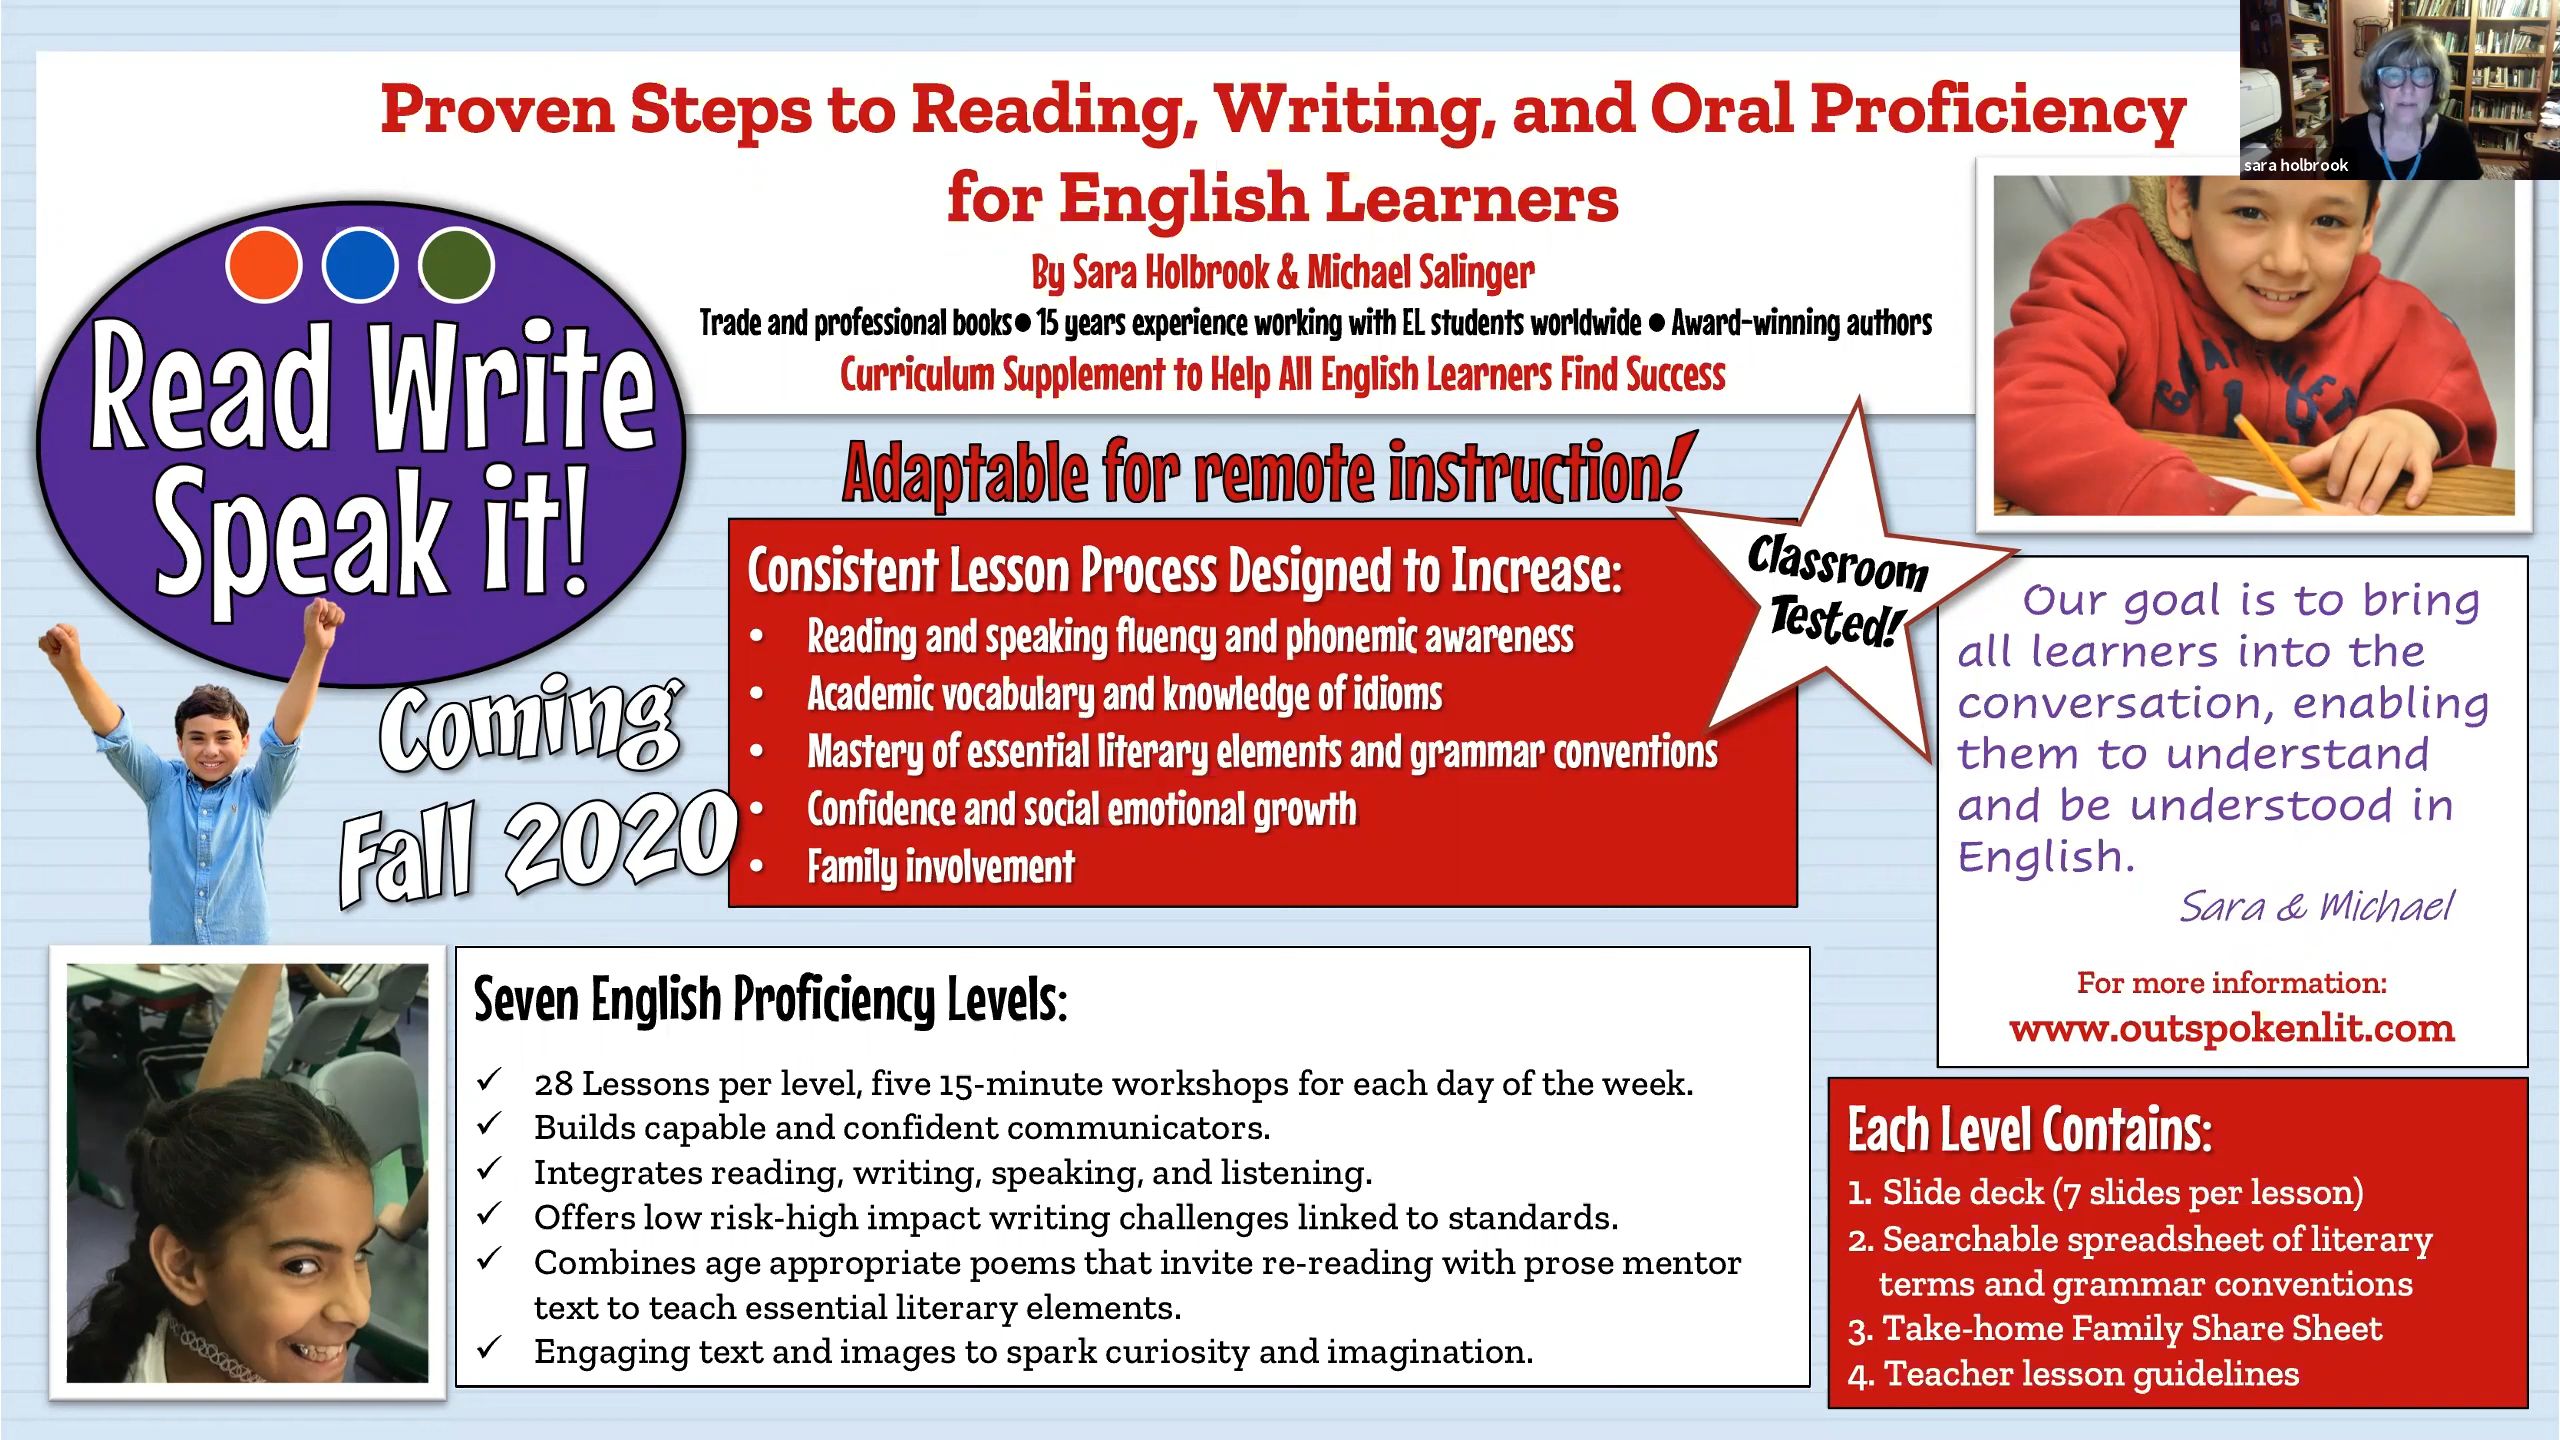 Proven Steps to Reading, Writing, and Oral Proficiency
for English Learners
By Sara Holbrook & Michael Salinger
Trade and professional books● 15 years experience working with EL students worldwide ● Award-winning authors
Curriculum Supplement to Help All English Learners Find Success
sara holbrook
Read Write
Speak it!
Coming
Fall 2020
Adaptable for remote instruction!
Consistent Lesson Process Designed to Increase:
• Reading and speaking fluency and phonemic awareness
• Academic vocabulary and knowledge of idioms
• Mastery of essential literary elements and grammar conventions
• Confidence and social emotional growth
• Family involvement
Classroom
Tested!
Our goal is to bring
all learners into the
conversation, enabling
them to understand
and be understood in
English.
Sara & Michael
For more information:
www.outspokenlit.com
Seven English Proficiency Levels:
✓ 28 Lessons per level, five 15-minute workshops for each day of the week.
✓ Builds capable and confident communicators.
✓ Integrates reading, writing, speaking, and listening.
✓ Offers low risk-high impact writing challenges linked to standards.
✓ Combines age appropriate poems that invite re-reading with prose mentor
text to teach essential literary elements.
✓ Engaging text and images to spark curiosity and imagination.
Each Level Contains:
1. Slide deck (7 slides per lesson)
2. Searchable spreadsheet of literary
terms and grammar conventions
3. Take-home Family Share Sheet
4. Teacher lesson guidelines